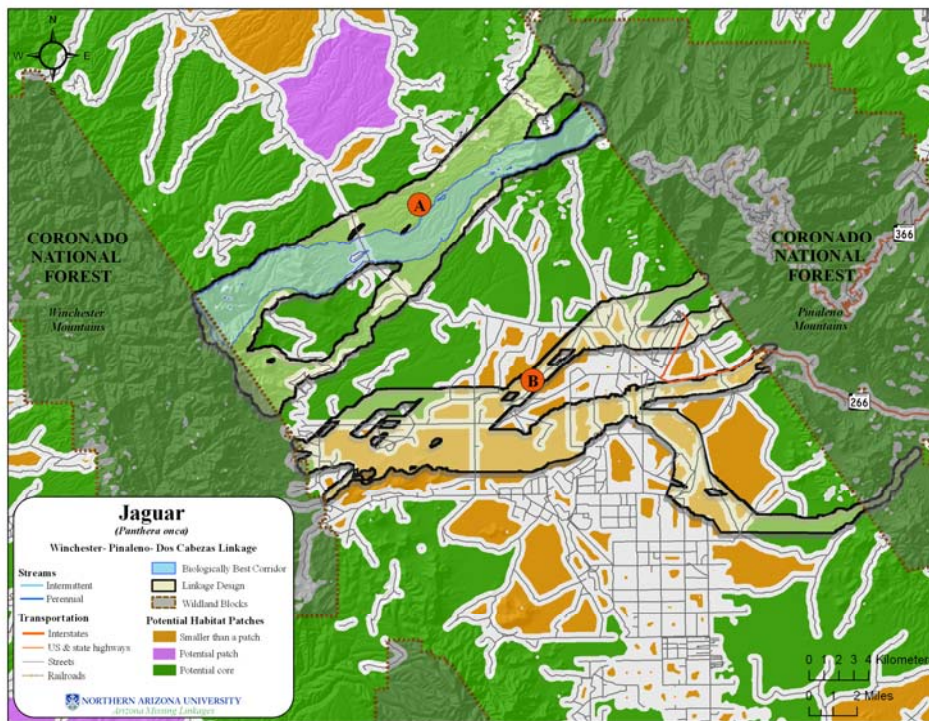 N
W
E
S
A
B
CORONADO
NATIONAL
FOREST
Winchester
Mountains
CORONADO
NATIONAL
FOREST
366
Pinaleno
Mountains
266
Jaguar
(Panthera onca)
Winchester- Pinaleno- Dos Cabezas Linkage
Streams
Intermittent
Perennial
Transportation
Interstates
US & state highways
Streets
Railroads
Biologically Best Corridor
Linkage Design
Wildland Blocks
Potential Habitat Patches
Smaller than a patch
Potential patch
Potential core
NORTHERN ARIZONA UNIVERSITY
Arizona Missing Linkages
0 1 2 3 4 Kilometer
0 1 2 Miles